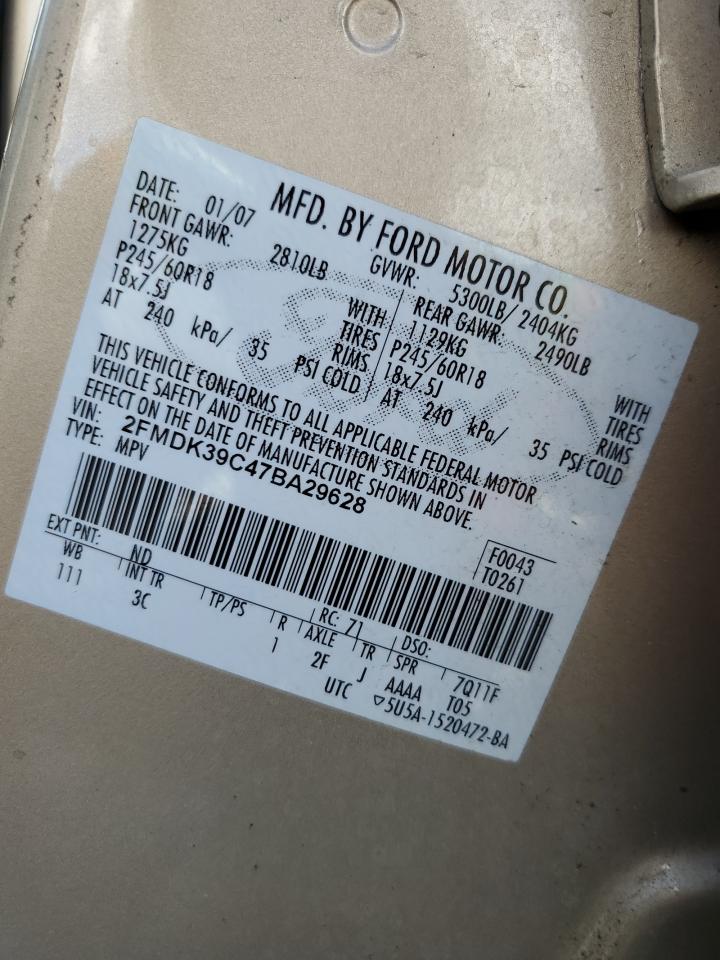 MFD. BY FORD MOTOR CO.
DATE: 01/07 GVWR: 5300LB/ 2404KG
FRONT GAWR: 2810LB REAR GAWR: 2490LB
1275KG WITH 1129KG WITH
P245/60R18 TIRES P245/60R18 TIRES
18x7.5J RIMS 18x7.5J RIMS
AT 240 kPa/ 35 PSI COLD AT 240 kPa/ 35 PSI COLD
THIS VEHICLE CONFORMS TO ALL APPLICABLE FEDERAL MOTOR
VEHICLE SAFETY AND THEFT PREVENTION STANDARDS IN
EFFECT ON THE DATE OF MANUFACTURE SHOWN ABOVE.
VIN: 2FMDK39C47BA29628
TYPE: MPV
F0043
T0261
EXT PNT: ND RC: 71 DSO:
WB INT TR TP/PS R AXLE TR SPR 7Q11F
111 3C 1 2F J AAAA T05
UTC ▽5U5A-1520472-BA
Ford